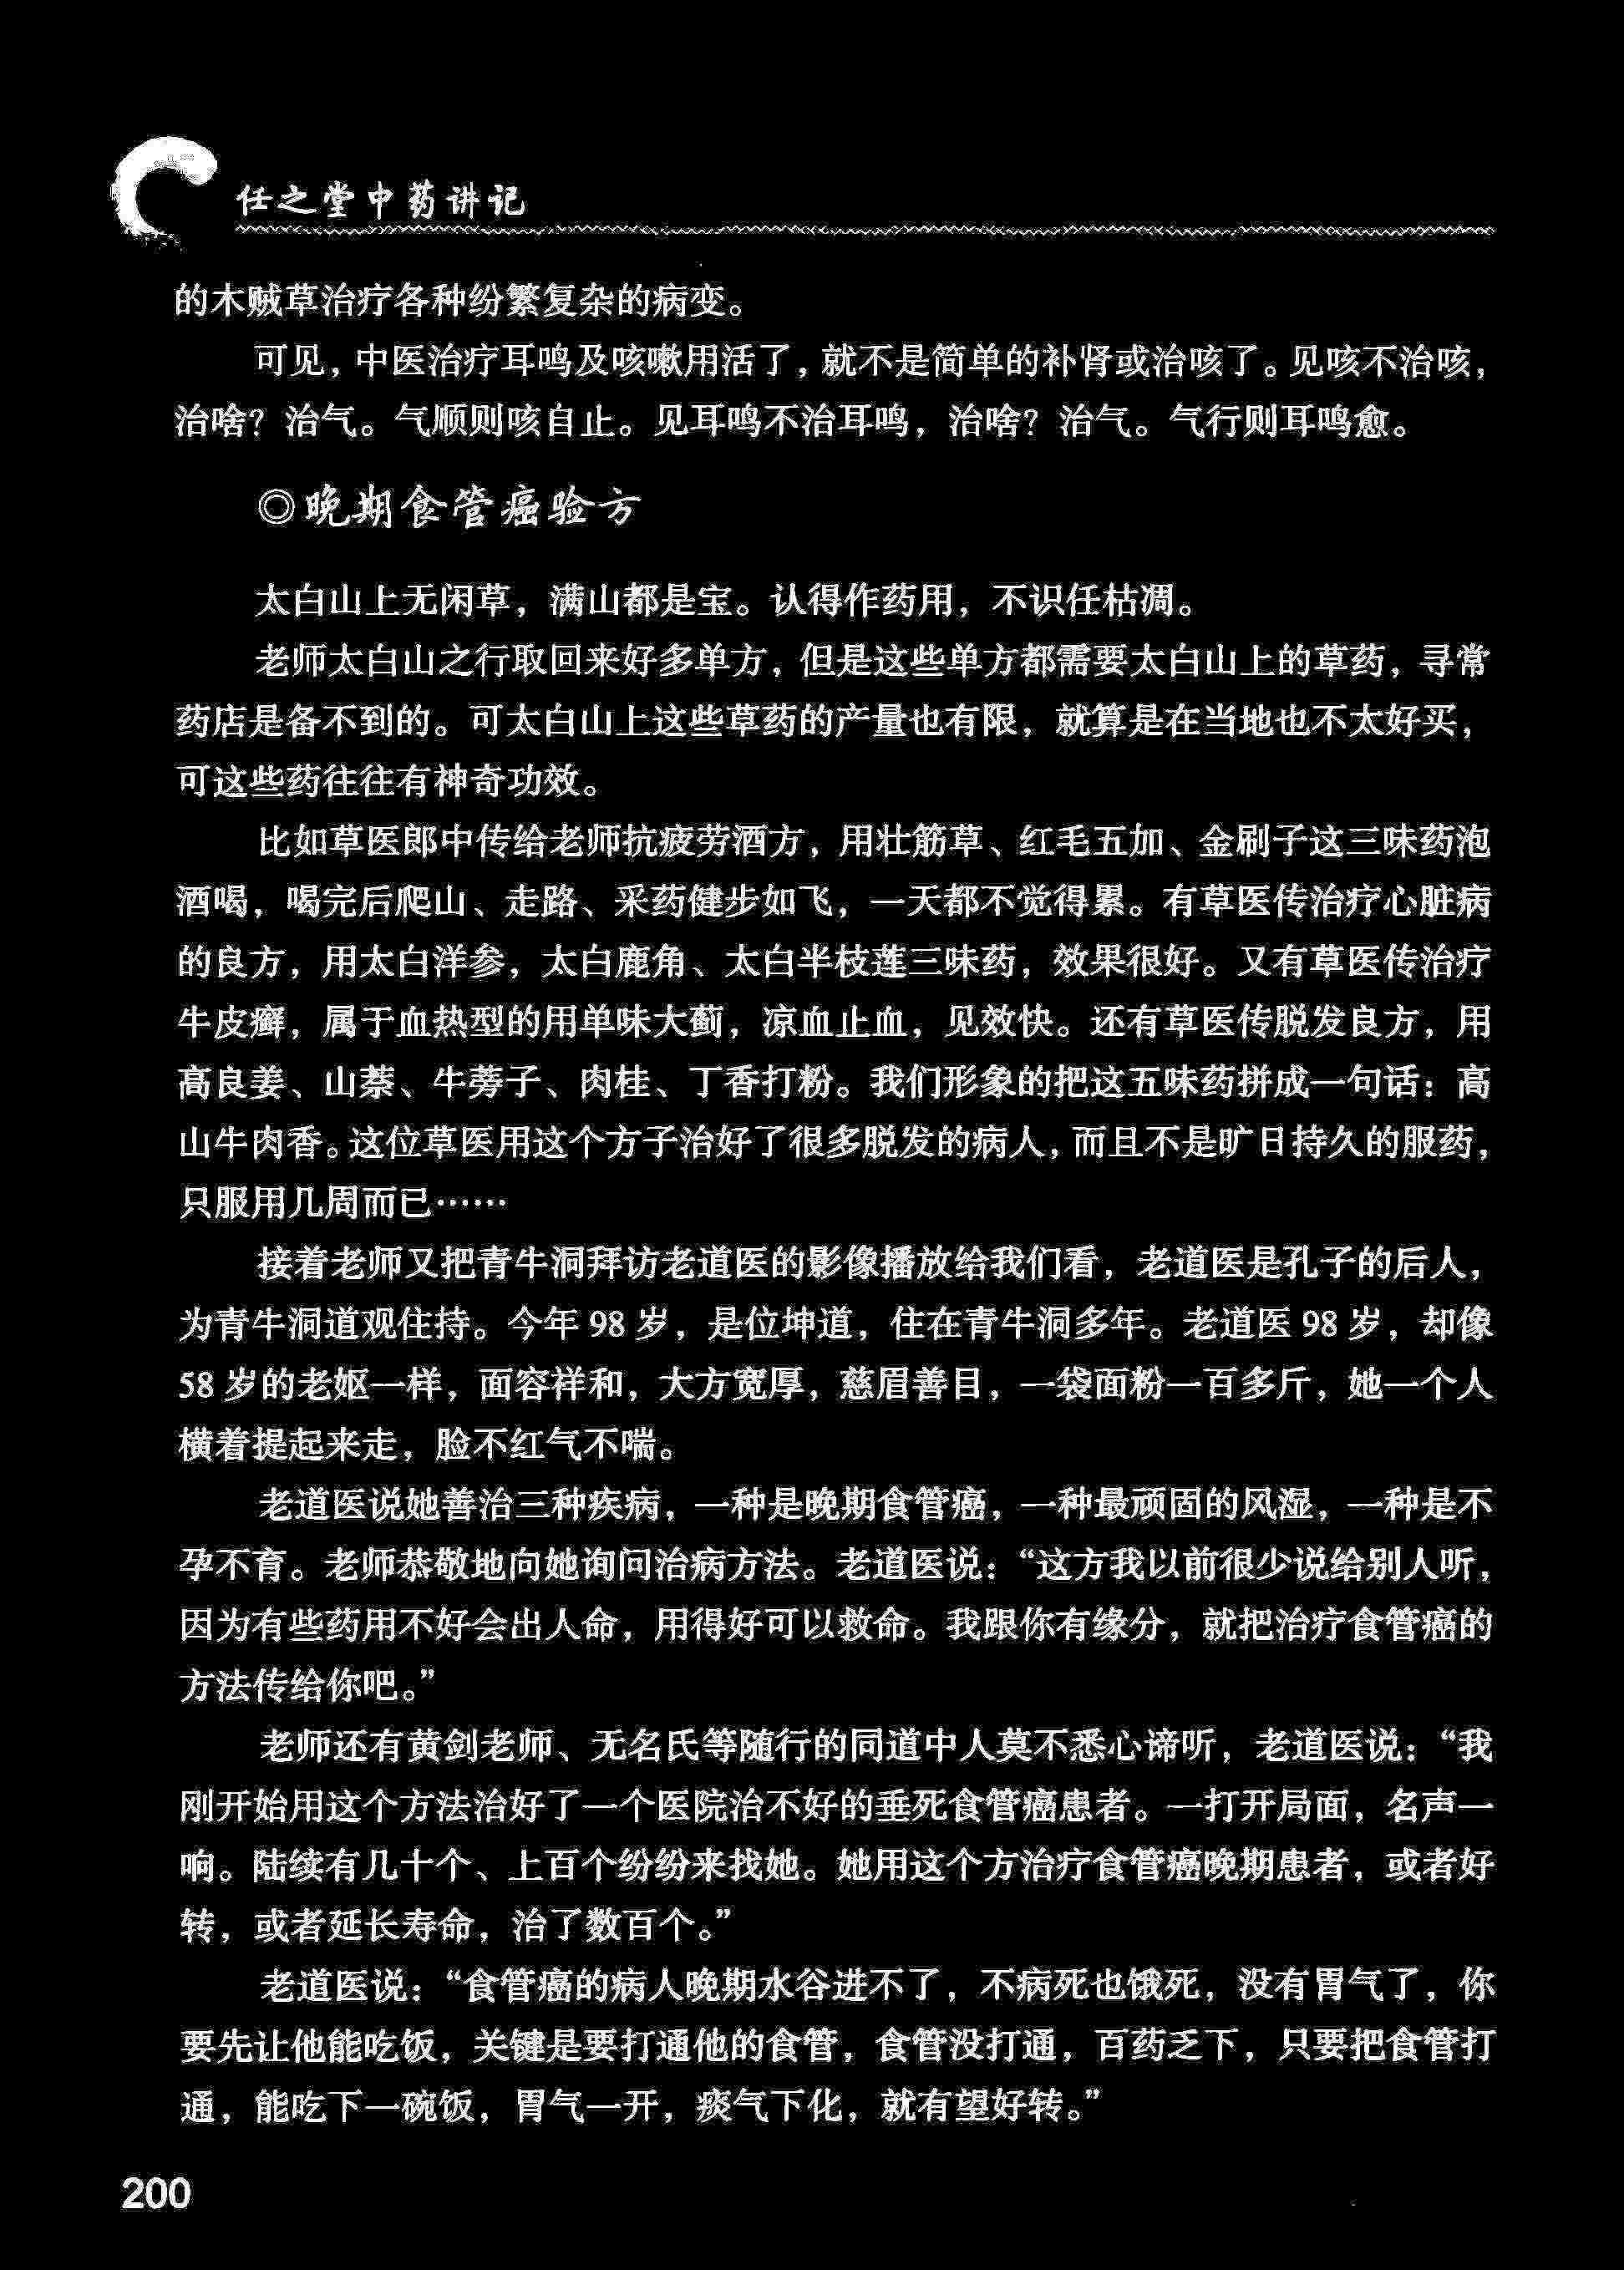 任之堂中药讲记
的木贼草治疗各种纷繁复杂的病变。
可见，中医治疗耳鸣及咳嗽用活了，就不是简单的补肾或治咳了。见咳不治咳，
治啥？治气。气顺则咳自止。见耳鸣不治耳鸣，治啥？治气。气行则耳鸣愈。
◎晚期食管癌验方
太白山上无闲草，满山都是宝。认得作药用，不识任枯凋。
老师太白山之行取回来好多单方，但是这些单方都需要太白山上的草药，寻常
药店是备不到的。可太白山上这些草药的产量也有限，就算是在当地也不太好买，
可这些药往往有神奇功效。
比如草医郎中传给老师抗疲劳酒方，用壮筋草、红毛五加、金刷子这三味药泡
酒喝，喝完后爬山、走路、采药健步如飞，一天都不觉得累。有草医传治疗心脏病
的良方，用太白洋参，太白鹿角、太白半枝莲三味药，效果很好。又有草医传治疗
牛皮癣，属于血热型的用单味大蓟，凉血止血，见效快。还有草医传脱发良方，用
高良姜、山萘、牛蒡子、肉桂、丁香打粉。我们形象的把这五味药拼成一句话：高
山牛肉香。这位草医用这个方子治好了很多脱发的病人，而且不是旷日持久的服药，
只服用几周而已……
接着老师又把青牛洞拜访老道医的影像播放给我们看，老道医是孔子的后人，
为青牛洞道观住持。今年 98 岁，是位坤道，住在青牛洞多年。老道医 98 岁，却像
58 岁的老妪一样，面容祥和，大方宽厚，慈眉善目，一袋面粉一百多斤，她一个人
横着提起来走，脸不红气不喘。
老道医说她善治三种疾病，一种是晚期食管癌，一种最顽固的风湿，一种是不
孕不育。老师恭敬地向她询问治病方法。老道医说：“这方我以前很少说给别人听，
因为有些药用不好会出人命，用得好可以救命。我跟你有缘分，就把治疗食管癌的
方法传给你吧。”
老师还有黄剑老师、无名氏等随行的同道中人莫不悉心谛听，老道医说：“我
刚开始用这个方法治好了一个医院治不好的垂死食管癌患者。一打开局面，名声一
响。陆续有几十个、上百个纷纷来找她。她用这个方治疗食管癌晚期患者，或者好
转，或者延长寿命，治了数百个。”
老道医说：“食管癌的病人晚期水谷进不了，不病死也饿死，没有胃气了，你
要先让他能吃饭，关键是要打通他的食管，食管没打通，百药乏下，只要把食管打
通，能吃下一碗饭，胃气一开，痰气下化，就有望好转。”
200